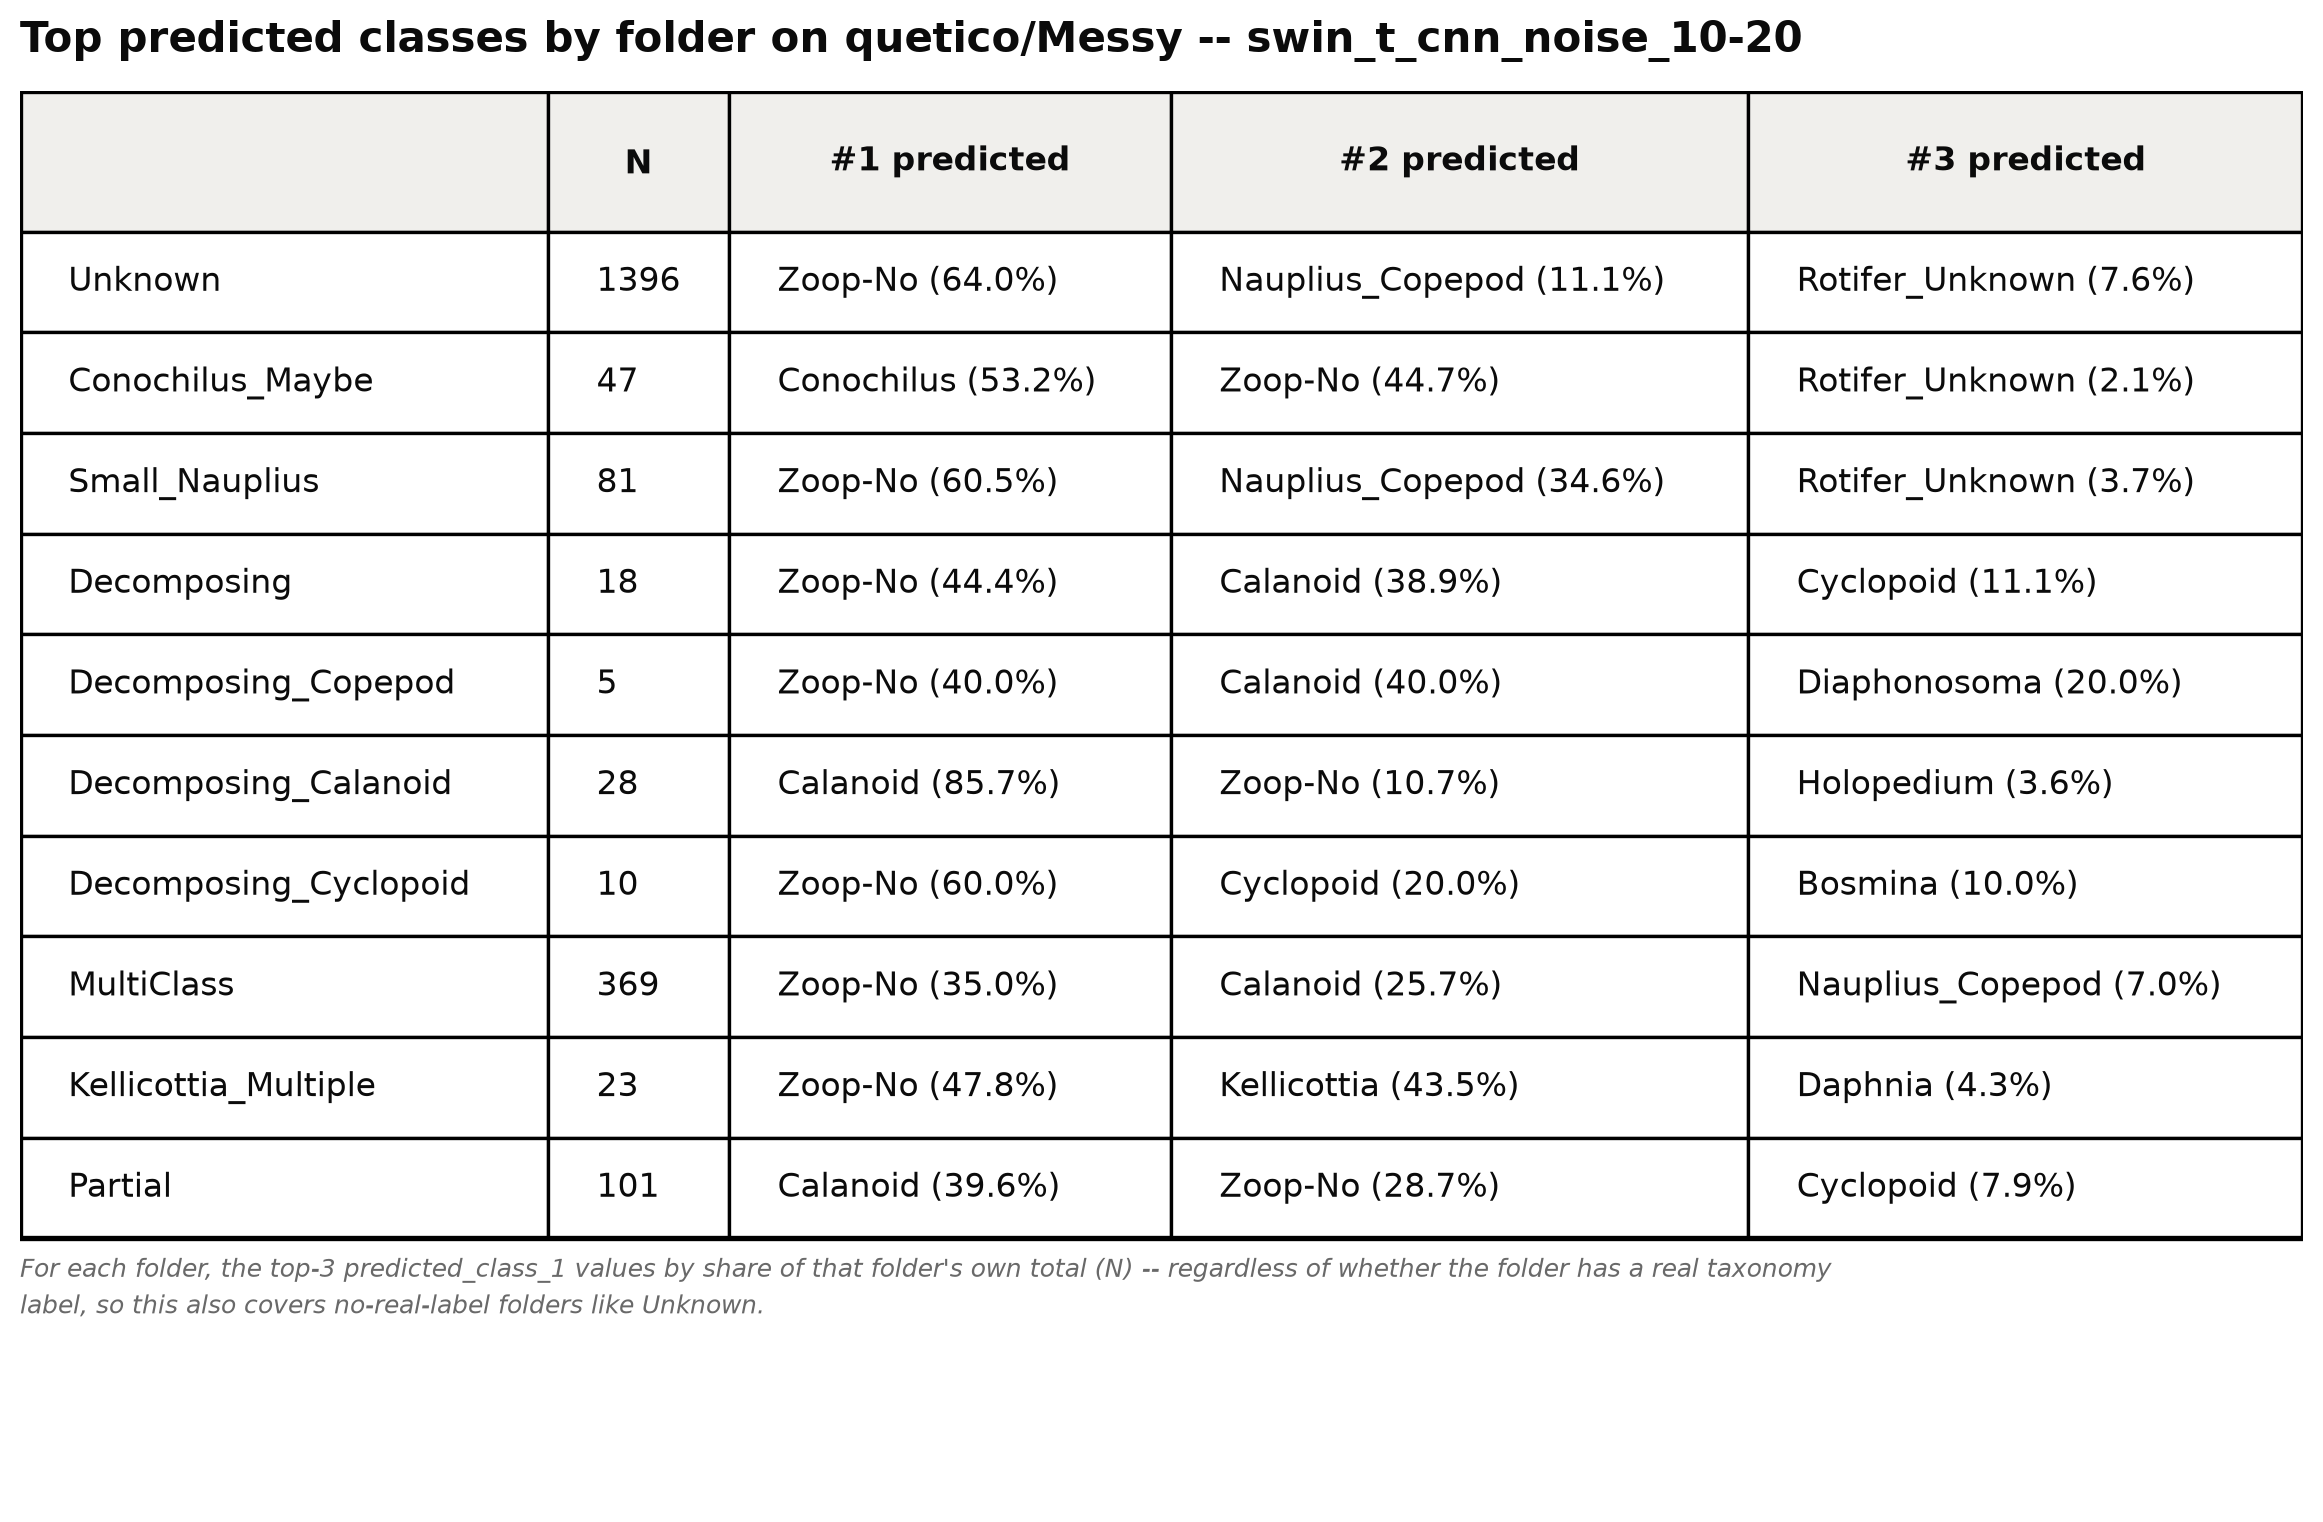 Top predicted classes by folder on quetico/Messy -- swin_t_cnn_noise_10-20
N #1 predicted #2 predicted #3 predicted
Unknown 1396 Zoop-No (64.0%) Nauplius_Copepod (11.1%) Rotifer_Unknown (7.6%)
Conochilus_Maybe 47 Conochilus (53.2%) Zoop-No (44.7%) Rotifer_Unknown (2.1%)
Small_Nauplius 81 Zoop-No (60.5%) Nauplius_Copepod (34.6%) Rotifer_Unknown (3.7%)
Decomposing 18 Zoop-No (44.4%) Calanoid (38.9%) Cyclopoid (11.1%)
Decomposing_Copepod 5 Zoop-No (40.0%) Calanoid (40.0%) Diaphonosoma (20.0%)
Decomposing_Calanoid 28 Calanoid (85.7%) Zoop-No (10.7%) Holopedium (3.6%)
Decomposing_Cyclopoid 10 Zoop-No (60.0%) Cyclopoid (20.0%) Bosmina (10.0%)
MultiClass 369 Zoop-No (35.0%) Calanoid (25.7%) Nauplius_Copepod (7.0%)
Kellicottia_Multiple 23 Zoop-No (47.8%) Kellicottia (43.5%) Daphnia (4.3%)
Partial 101 Calanoid (39.6%) Zoop-No (28.7%) Cyclopoid (7.9%)
For each folder, the top-3 predicted_class_1 values by share of that folder's own total (N) -- regardless of whether the folder has a real taxonomy
label, so this also covers no-real-label folders like Unknown.